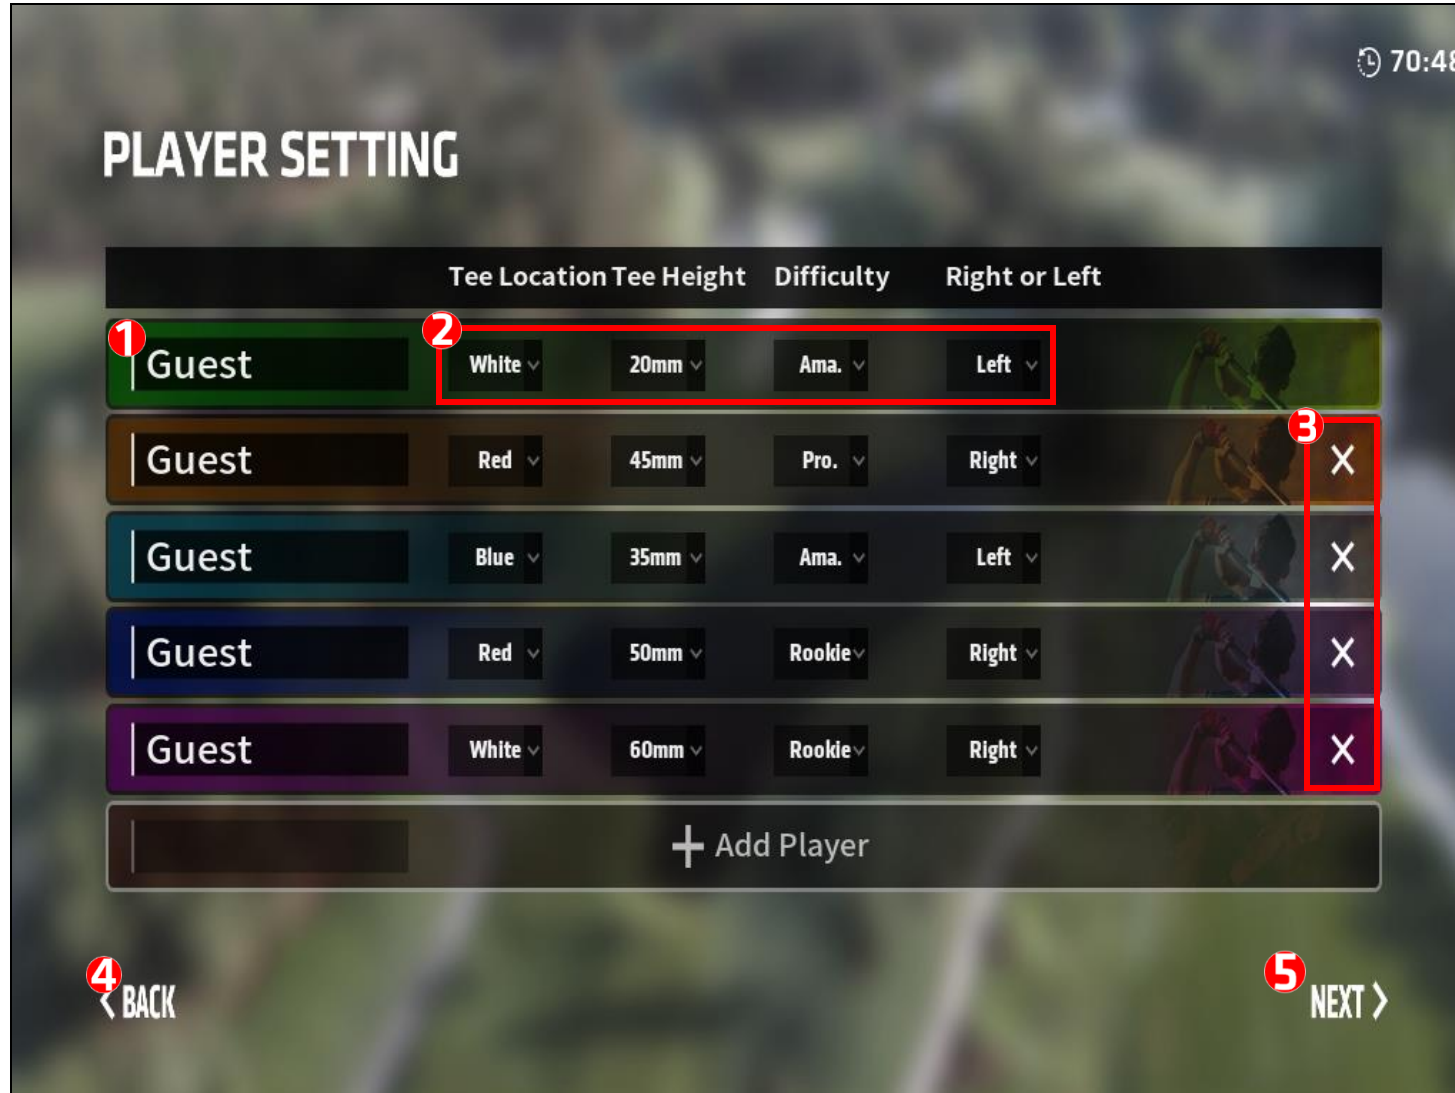 70:48
PLAYER SETTING
Tee Location Tee Height Difficulty Right or Left
1 Guest 2 White 20mm Ama. Left
3
Guest Red 45mm Pro. Right X
Guest Blue 35mm Ama. Left X
Guest Red 50mm Rookie Right X
Guest White 60mm Rookie Right X
+ Add Player
4 < BACK
5 NEXT >